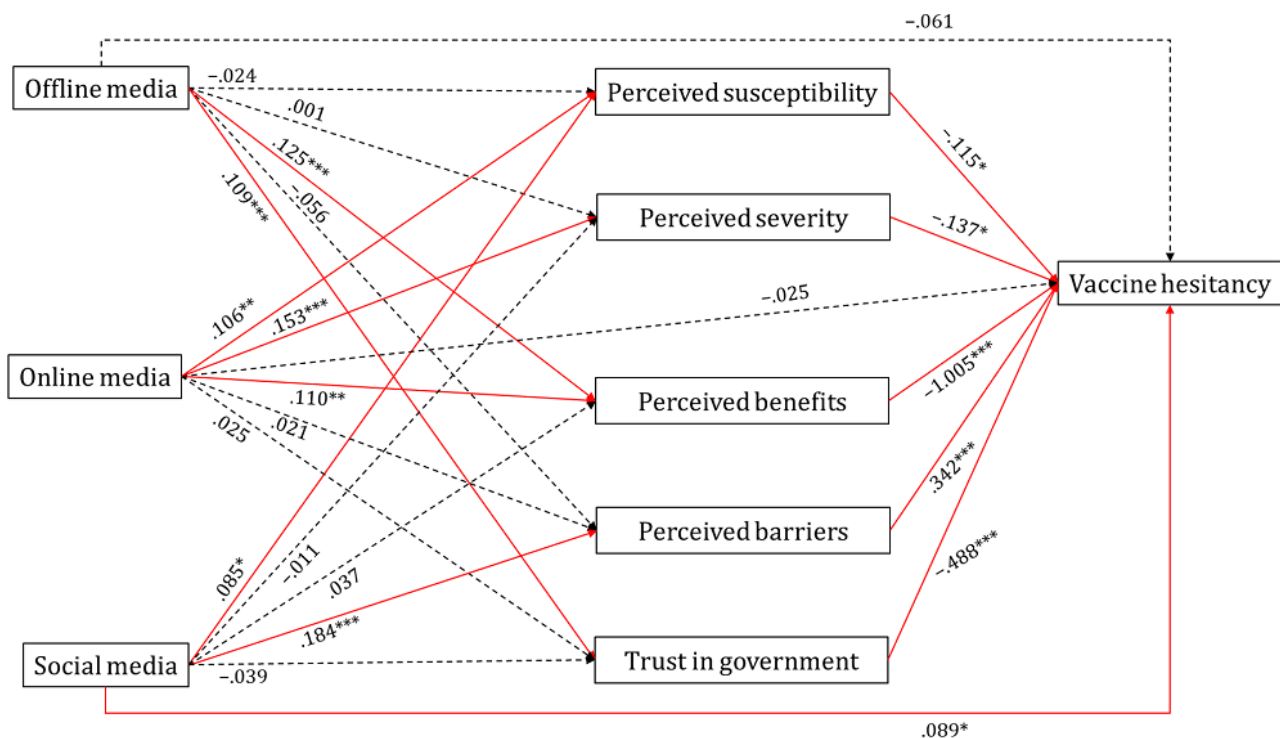 −.061
Offline media
−.024
Perceived susceptibility
.001
−.115*
.125***
.109***
−.056
Perceived severity
−.137*
Vaccine hesitancy
−.025
.106**
.153***
Online media
.110**
Perceived benefits
−1.005***
.025
.021
.342***
Perceived barriers
−.488***
.085*
−.011
.037
.184***
Social media
−.039
Trust in government
.089*